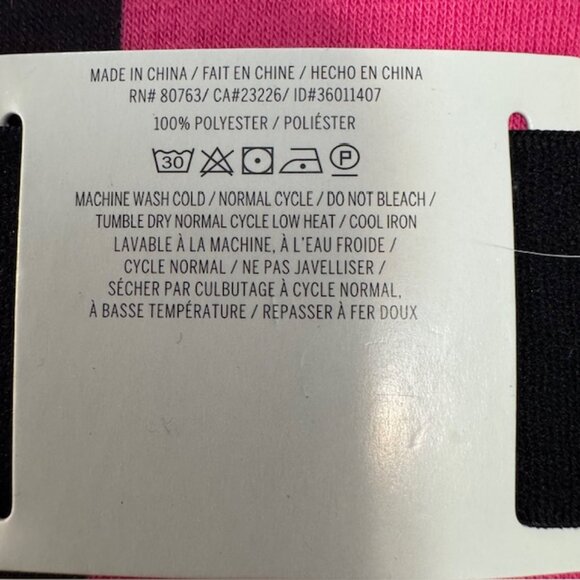 MADE IN CHINA / FAIT EN CHINE / HECHO EN CHINA
RN# 80763/ CA#23226/ ID#36011407
100% POLYESTER / POLIÉSTER
30 P
MACHINE WASH COLD / NORMAL CYCLE / DO NOT BLEACH /
TUMBLE DRY NORMAL CYCLE LOW HEAT / COOL IRON
LAVABLE À LA MACHINE, À L'EAU FROIDE /
CYCLE NORMAL / NE PAS JAVELLISER /
SÉCHER PAR CULBUTAGE À CYCLE NORMAL,
À BASSE TEMPÉRATURE / REPASSER À FER DOUX